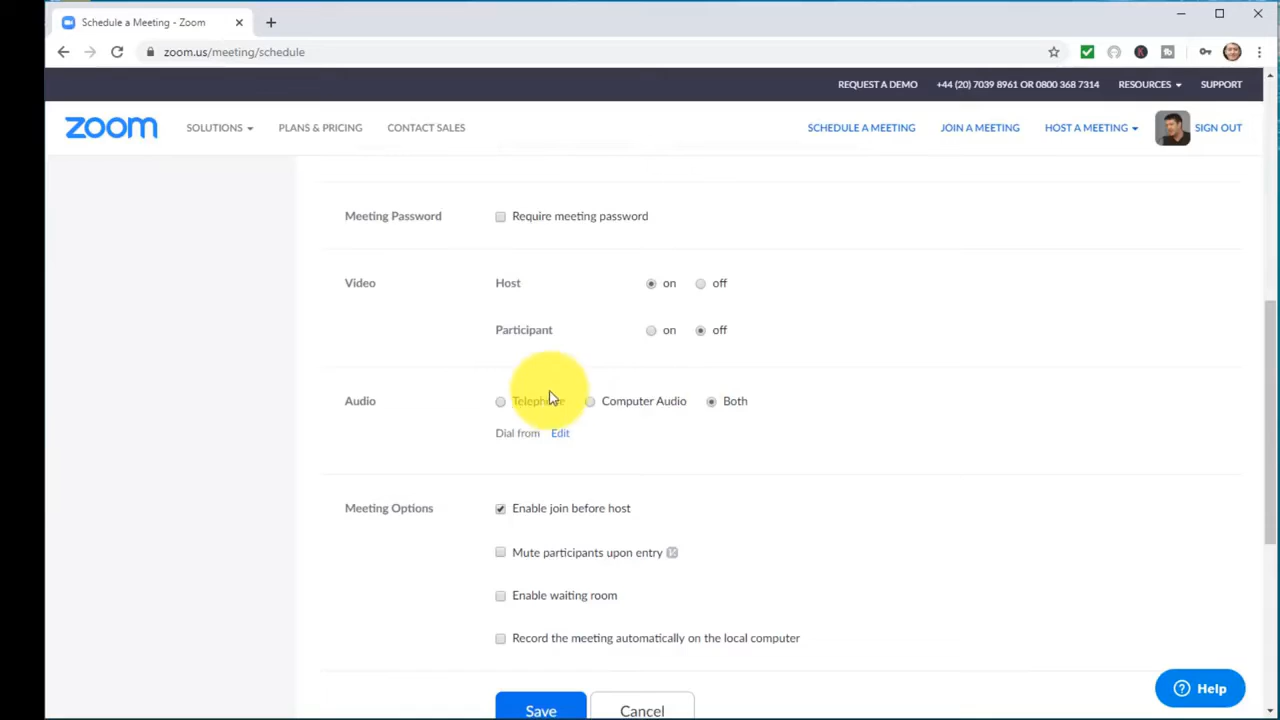 Schedule a Meeting - Zoom
zoom.us/meeting/schedule
REQUEST A DEMO +44 (20) 7039 8961 OR 0800 368 7314 RESOURCES SUPPORT
zoom SOLUTIONS PLANS & PRICING CONTACT SALES SCHEDULE A MEETING JOIN A MEETING HOST A MEETING SIGN OUT
Meeting Password Require meeting password
Video Host on off
Participant on off
Audio Telephone Computer Audio Both
Dial from Edit
Meeting Options Enable join before host
Mute participants upon entry
Enable waiting room
Record the meeting automatically on the local computer
Save Cancel
Help